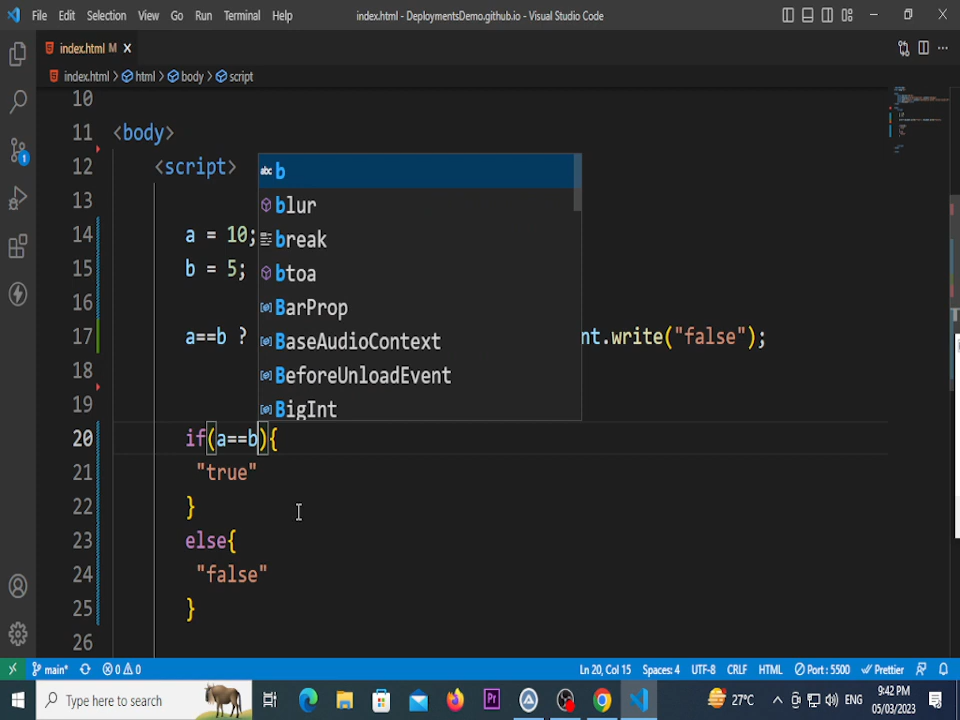 File Edit Selection View Go Run Terminal Help
index.html - DeploymentsDemo.github.io - Visual Studio Code
index.html M
index.html > html > body > script
10
11 <body>
12 <script>
13
14 a = 10;
15 b = 5;
16
17 a==b ? nt.write("false");
18
19
20 if(a==b){
21 "true"
22 }
23 else{
24 "false"
25 }
26
b
blur
break
btoa
BarProp
BaseAudioContext
BeforeUnloadEvent
BigInt
1
main* 0 0 Ln 20, Col 15 Spaces: 4 UTF-8 CRLF HTML Port : 5500 Prettier
Type here to search
Pr
27°C
ENG
9:42 PM
05/03/2023